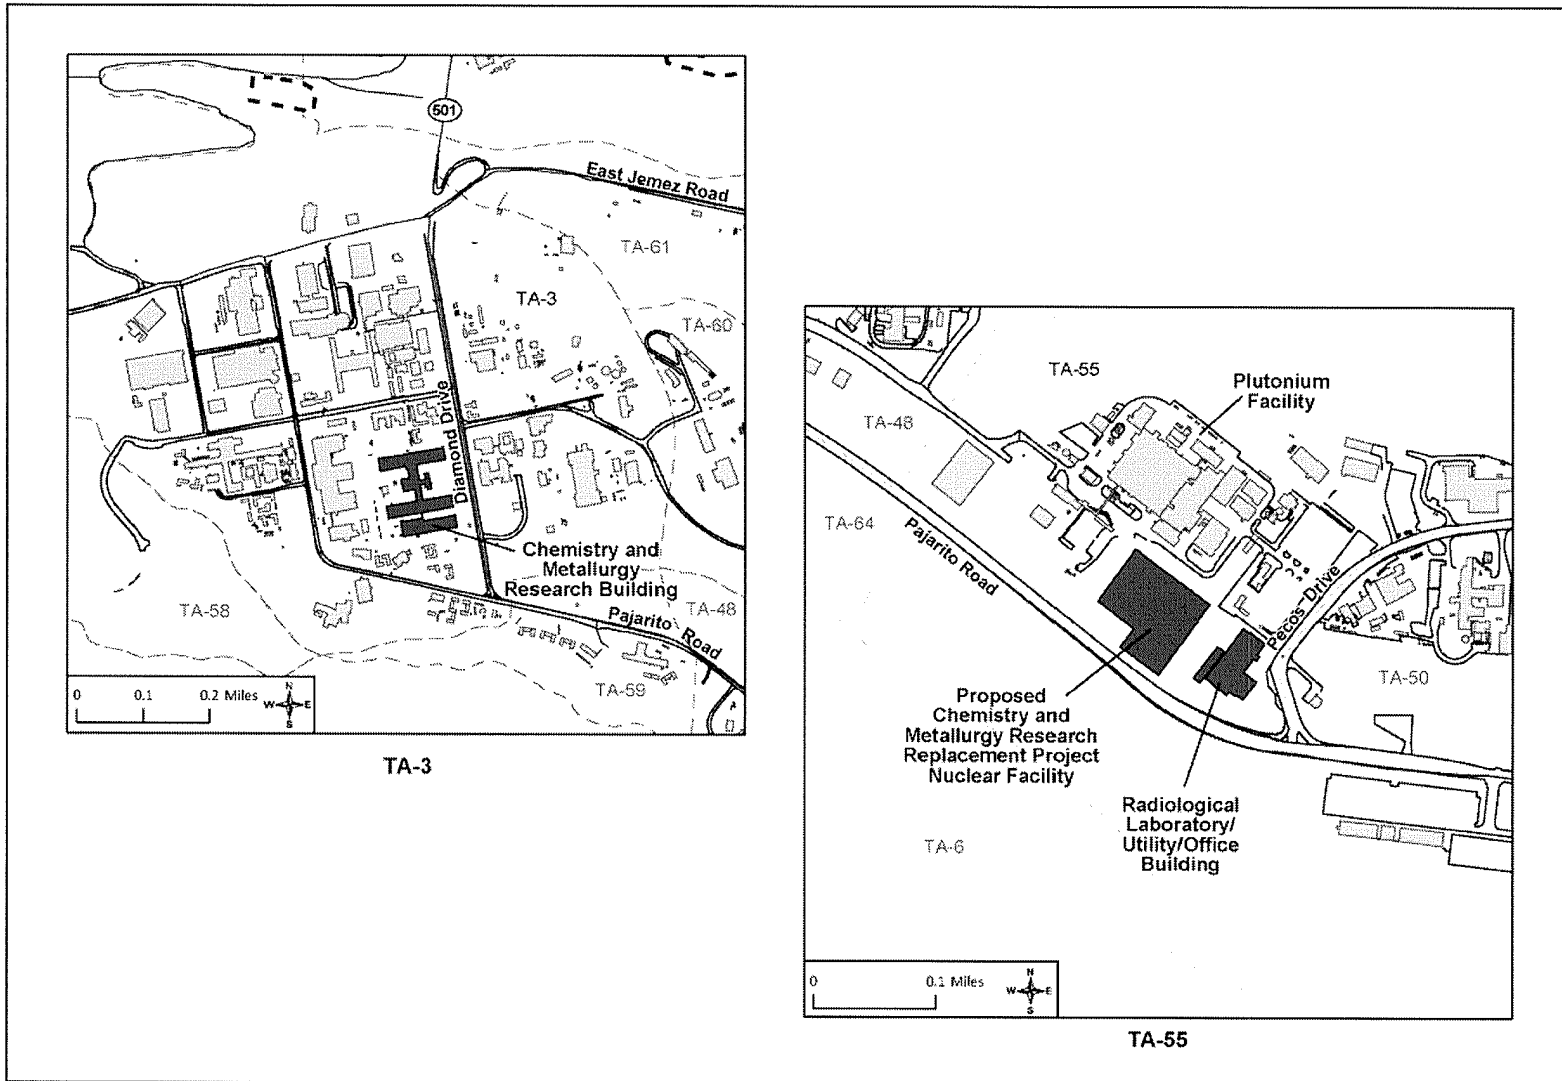 501
East Jemez Road
TA-61
TA-3
TA-60
Diamond Drive
Chemistry and
Metallurgy
Research Building
TA-58
TA-48
Pajarito Road
TA-59
0 0.1 0.2 Miles
N
W E
S
TA-3
TA-55
Plutonium
Facility
TA-48
TA-64
Pajarito Road
Pecos Drive
TA-50
Proposed
Chemistry and
Metallurgy Research
Replacement Project
Nuclear Facility
Radiological
Laboratory/
Utility/Office
Building
TA-6
0 0.1 Miles
N
W E
S
TA-55